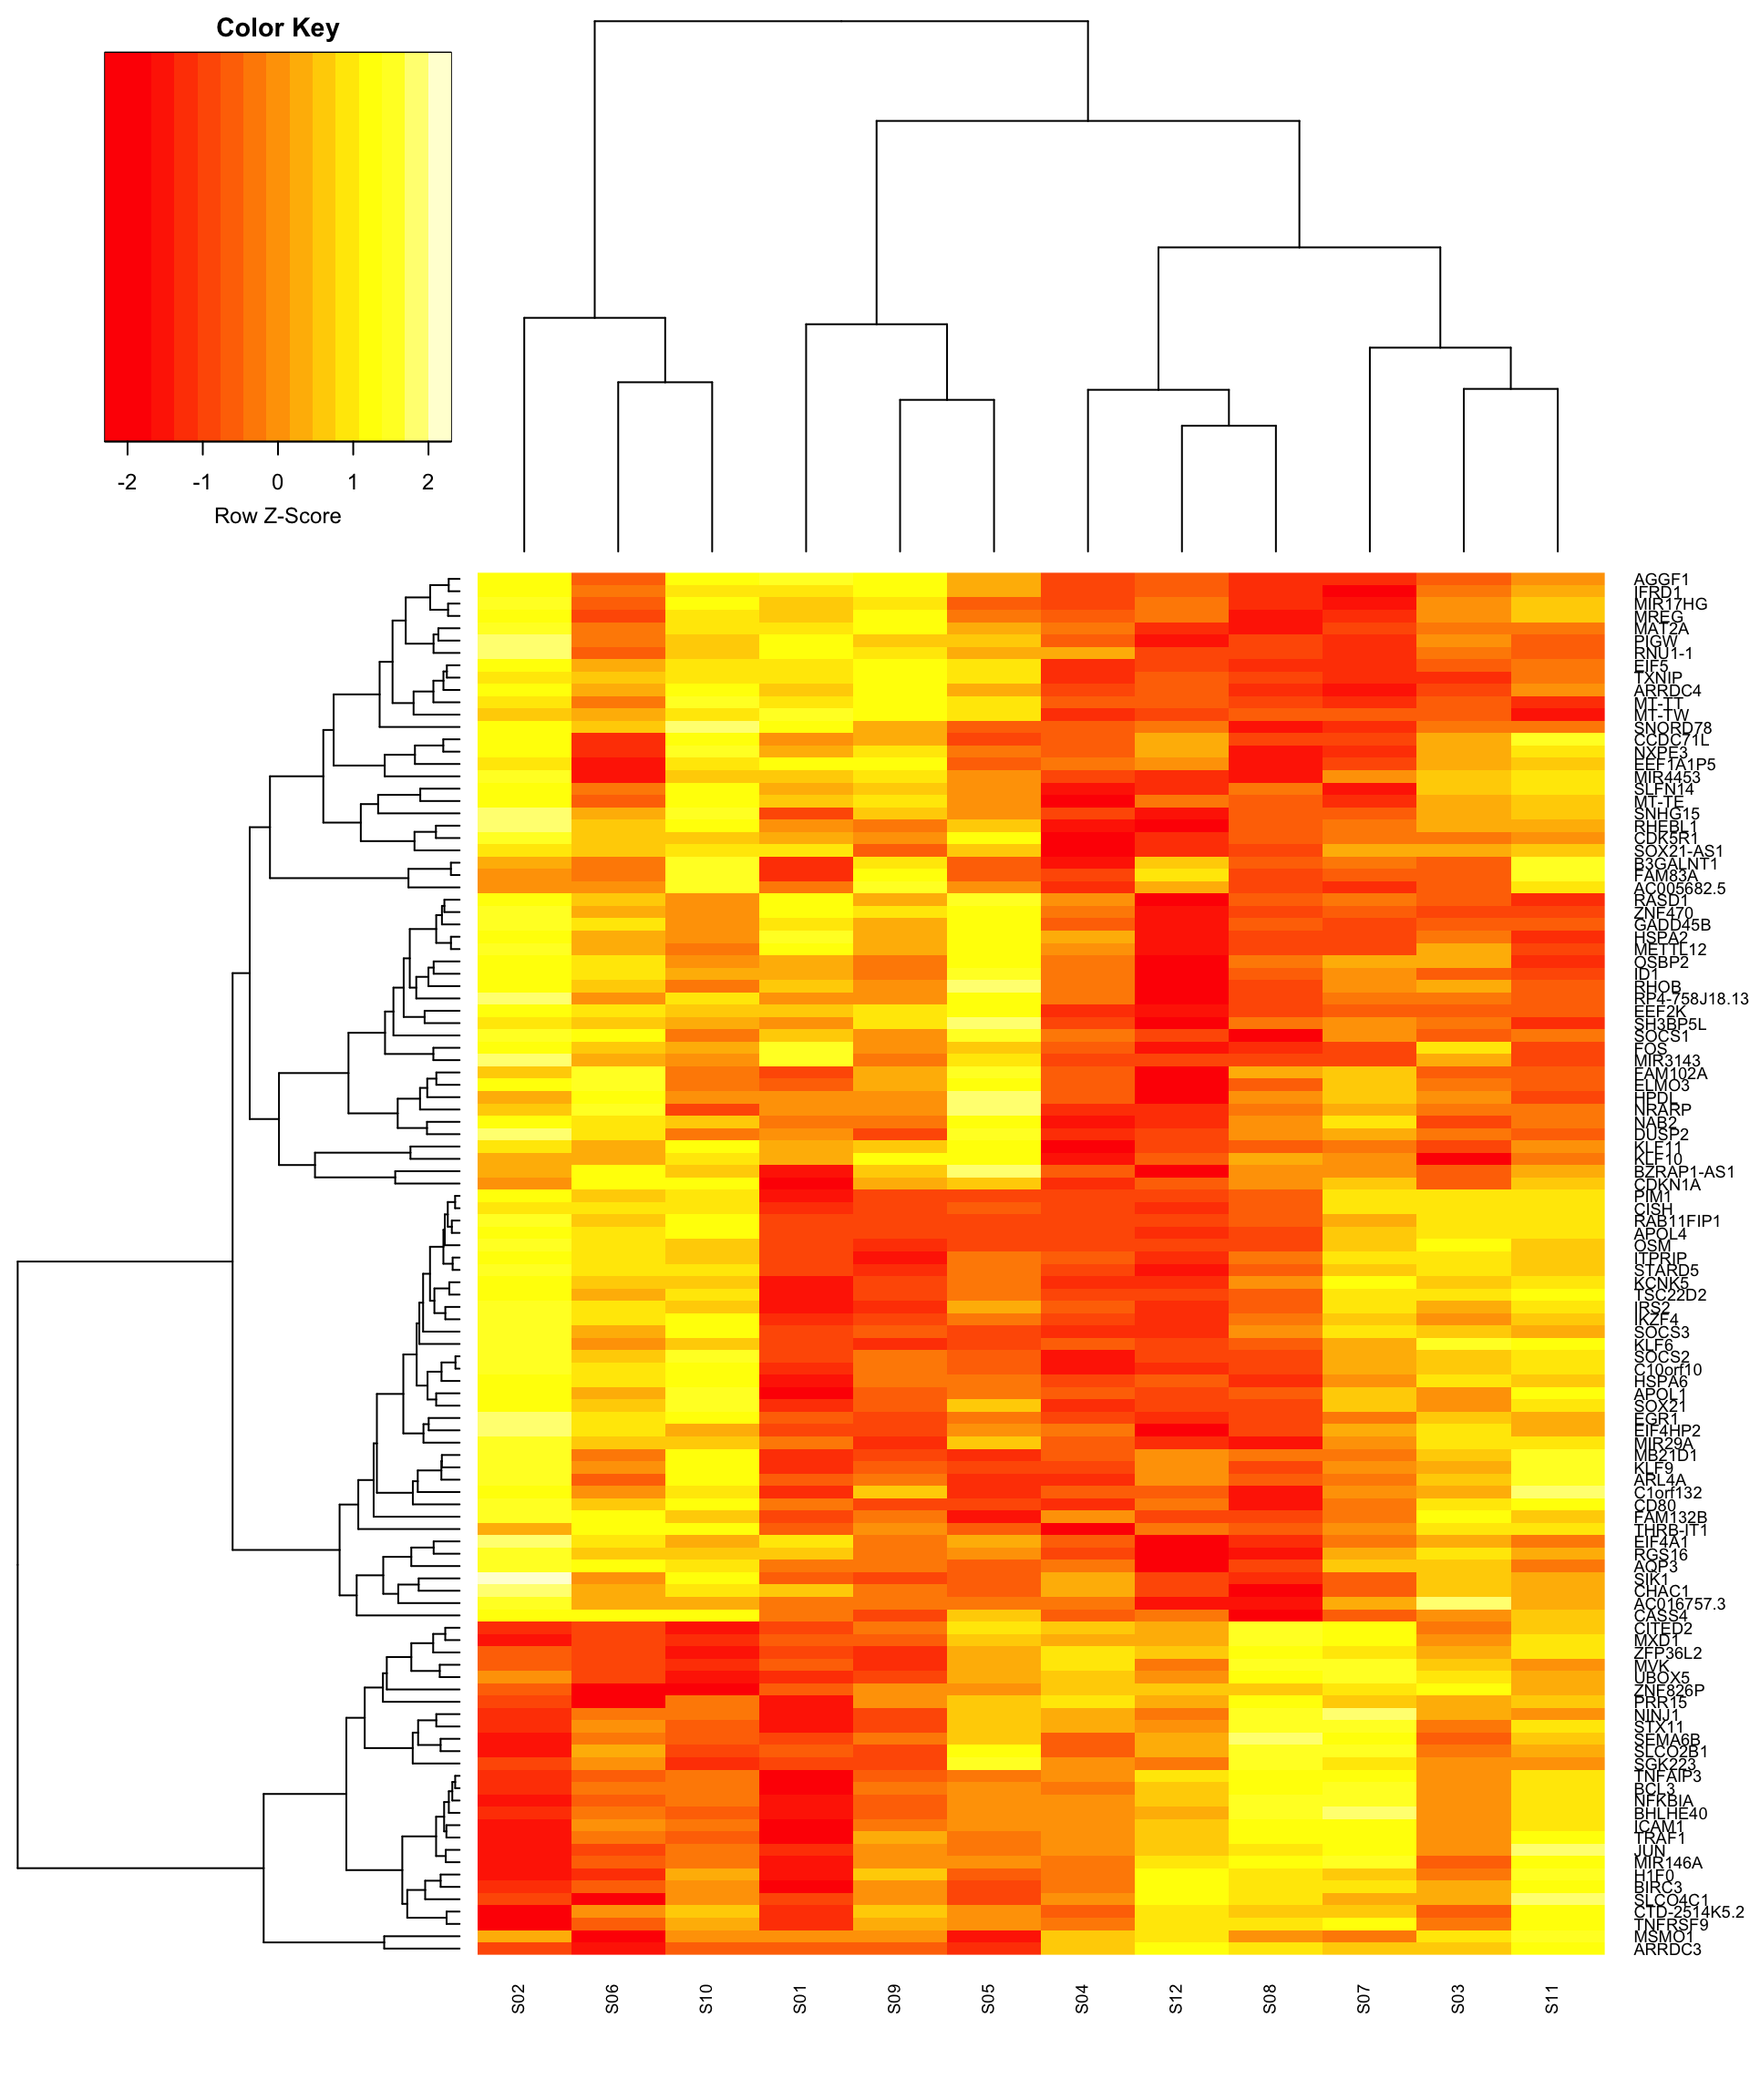 Color Key
-2 -1 0 1 2
Row Z-Score
AGGF1
IFRD1
MIR17HG
MREG
MAT2A
PIGW
RNU1-1
EIF5
TXNIP
ARRDC4
MT-TT
MT-TW
SNORD78
CCDC71L
NXPE3
EEF1A1P5
MIR4453
SLFN14
MT-TE
SNHG15
RHEBL1
CDK5R1
SOX21-AS1
B3GALNT1
FAM83A
AC005682.5
RASD1
ZNF470
GADD45B
HSPA2
METTL12
OSBP2
ID1
RHOB
RP4-758J18.13
EEF2K
SH3BP5L
SOCS1
FOS
MIR3143
FAM102A
ELMO3
HPDL
NRARP
NAB2
DUSP2
KLF11
KLF10
BZRAP1-AS1
CDKN1A
PIM1
CISH
RAB11FIP1
APOL4
OSM
ITPRIP
STARD5
KCNK5
TSC22D2
IRS2
IKZF4
SOCS3
KLF6
SOCS2
C10orf10
HSPA6
APOL1
SOX21
EGR1
EIF4HP2
MIR29A
MB21D1
KLF9
ARL4A
C1orf132
CD80
FAM132B
THRB-IT1
EIF4A1
RGS16
AQP3
SIK1
CHAC1
AC016757.3
CASS4
CITED2
MXD1
ZFP36L2
MVK
UBOX5
ZNF826P
PRR15
NINJ1
STX11
SEMA6B
SLCO2B1
SGK223
TNFAIP3
BCL3
NFKBIA
BHLHE40
ICAM1
TRAF1
JUN
MIR146A
H1F0
BIRC3
SLCO4C1
CTD-2514K5.2
TNFRSF9
MSMO1
ARRDC3
S02 S06 S10 S01 S09 S05 S04 S12 S08 S07 S03 S11